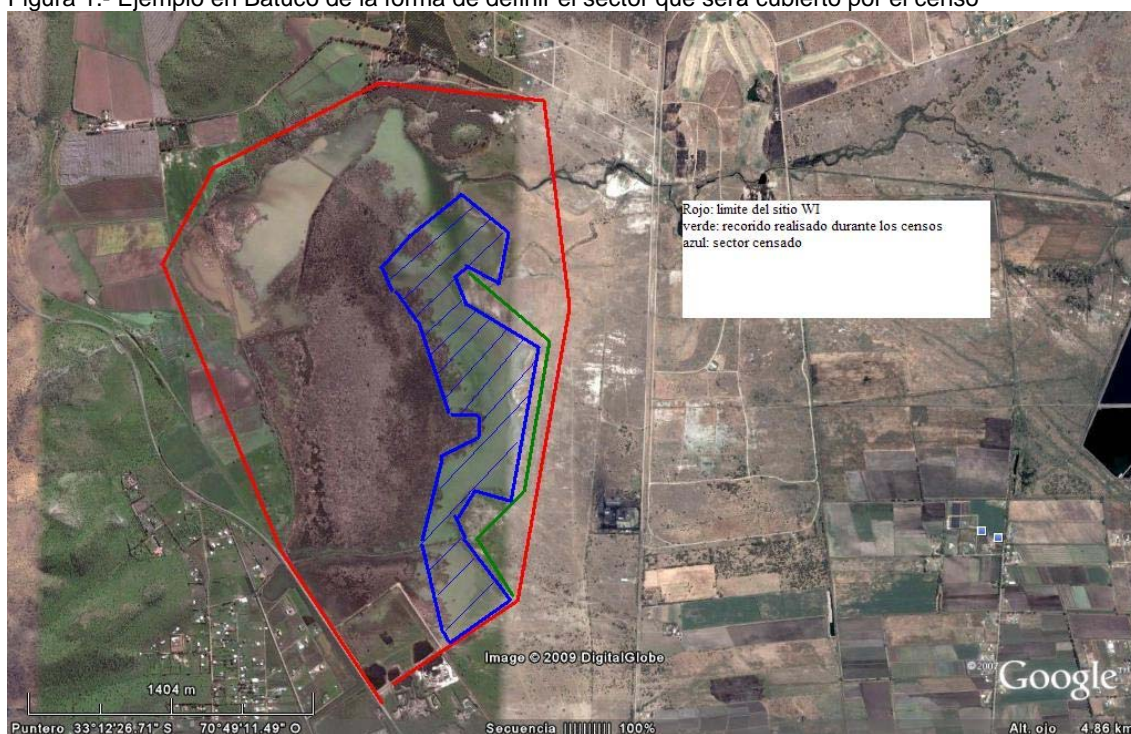 Figura 1.- Ejemplo en Batuco de la forma de definir el sector que será cubierto por el censo
Rojo: limite del sitio WI
verde: recorido realisado durante los censos
azul: sector censado
Image © 2009 DigitalGlobe
©2007 Google™
1404 m
Puntero 33°12'26.71" S 70°49'11.49" O
Secuencia |||||||||| 100%
Alt. ojo 4.86 km